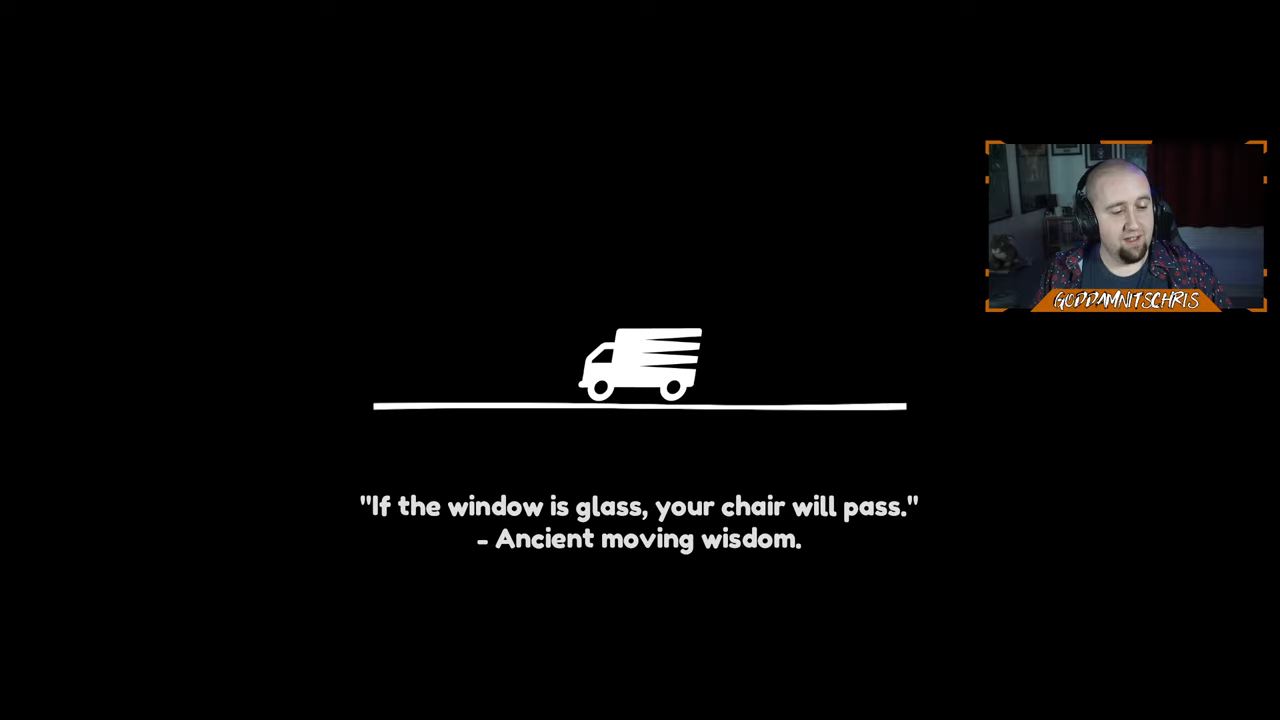 GODDAMNITSCHRIS
"If the window is glass, your chair will pass."
- Ancient moving wisdom.